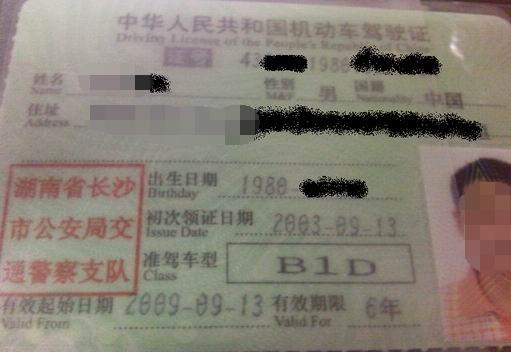 中华人民共和国机动车驾驶证
Driving License of the People's Republic of China
证号 43 1980
姓名 性别 男 国籍 中国
Name M&F Nationality
住址
Address
湖南省长沙
市公安局交
通警察支队
出生日期 1980-
Birthday
初次领证日期 2003-09-13
Issue Date
准驾车型 B1D
Class
有效起始日期 2009-09-13 有效期限 6年
Valid From Valid For